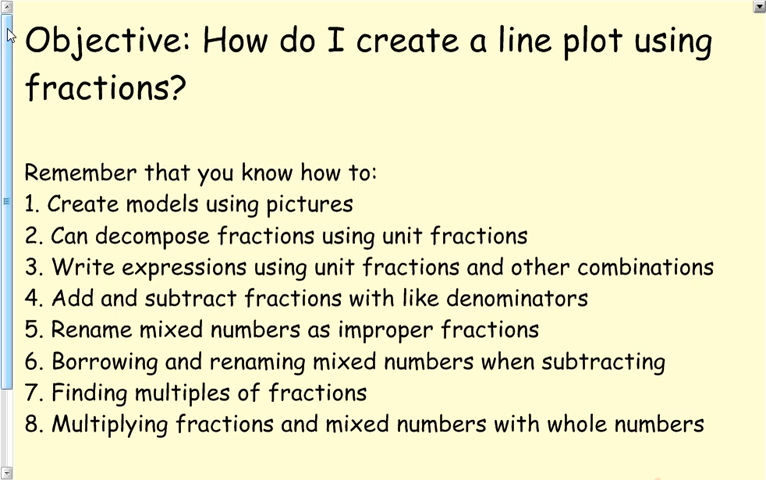 Objective: How do I create a line plot using
fractions?
Remember that you know how to:
1. Create models using pictures
2. Can decompose fractions using unit fractions
3. Write expressions using unit fractions and other combinations
4. Add and subtract fractions with like denominators
5. Rename mixed numbers as improper fractions
6. Borrowing and renaming mixed numbers when subtracting
7. Finding multiples of fractions
8. Multiplying fractions and mixed numbers with whole numbers